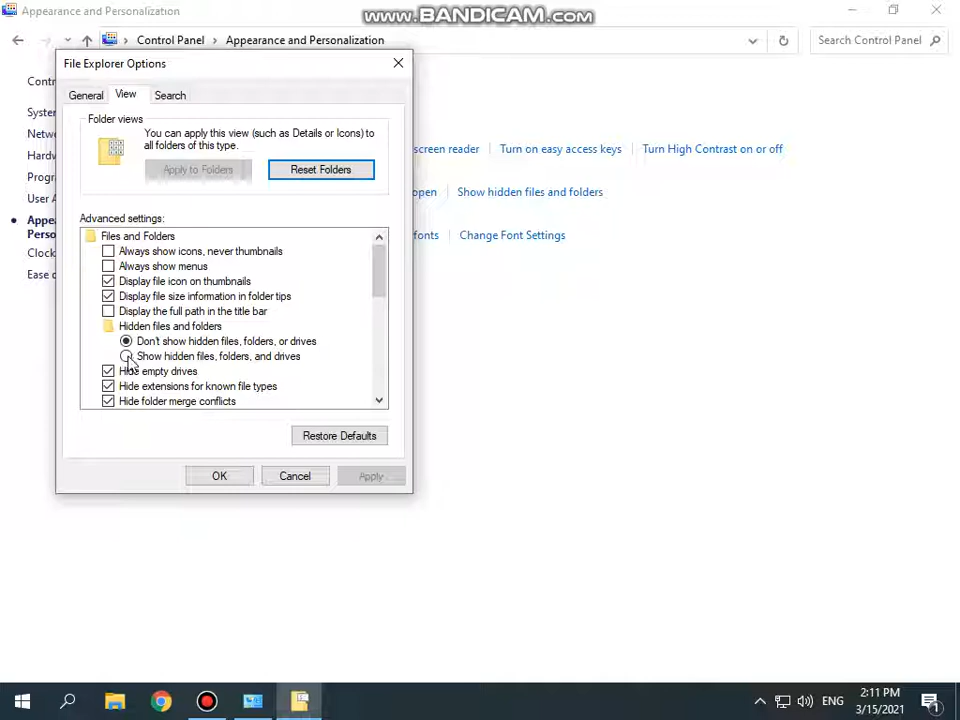 Appearance and Personalization
www.BANDICAM.com
Control Panel
Appearance and Personalization
Search Control Panel
File Explorer Options
General
View
Search
Folder views
You can apply this view (such as Details or Icons) to
all folders of this type.
Apply to Folders
Reset Folders
Advanced settings:
Files and Folders
Always show icons, never thumbnails
Always show menus
Display file icon on thumbnails
Display file size information in folder tips
Display the full path in the title bar
Hidden files and folders
Don't show hidden files, folders, or drives
Show hidden files, folders, and drives
Hide empty drives
Hide extensions for known file types
Hide folder merge conflicts
Restore Defaults
OK
Cancel
Apply
Contr
System
Netw
Hardw
Progr
User A
Appe
Perso
Clock
Ease c
screen reader
Turn on easy access keys
Turn High Contrast on or off
open
Show hidden files and folders
fonts
Change Font Settings
ENG
2:11 PM
3/15/2021
1